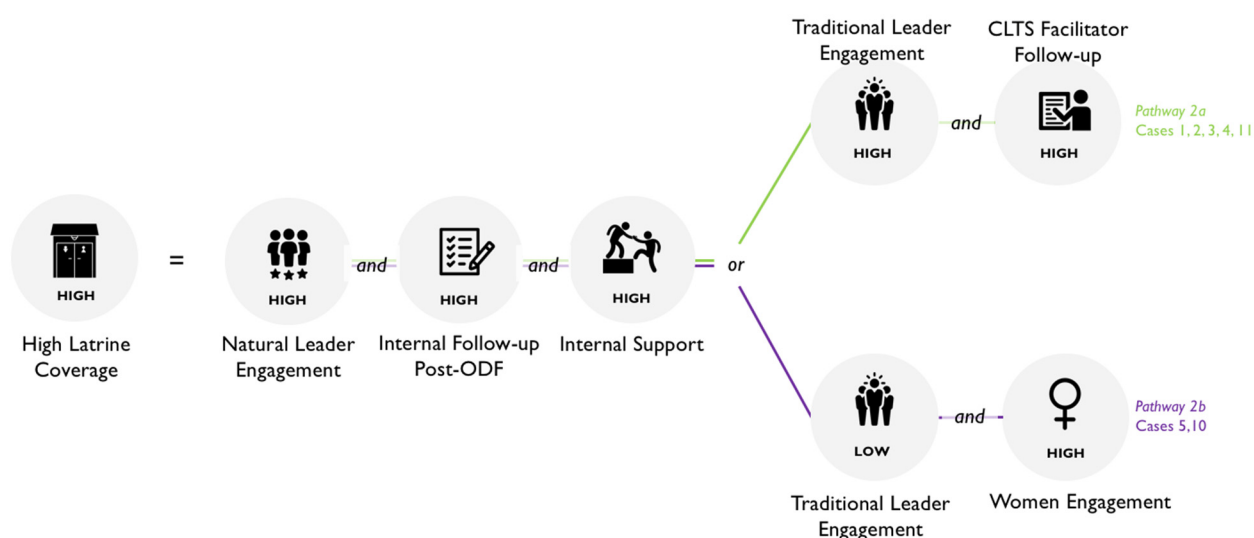 Traditional Leader
Engagement
CLTS Facilitator
Follow-up
HIGH
and
HIGH
Pathway 2a
Cases 1, 2, 3, 4, 11
HIGH
High Latrine
Coverage
=
HIGH
Natural Leader
Engagement
and
HIGH
Internal Follow-up
Post-ODF
and
HIGH
Internal Support
or
LOW
Traditional Leader
Engagement
and
HIGH
Women Engagement
Pathway 2b
Cases 5,10